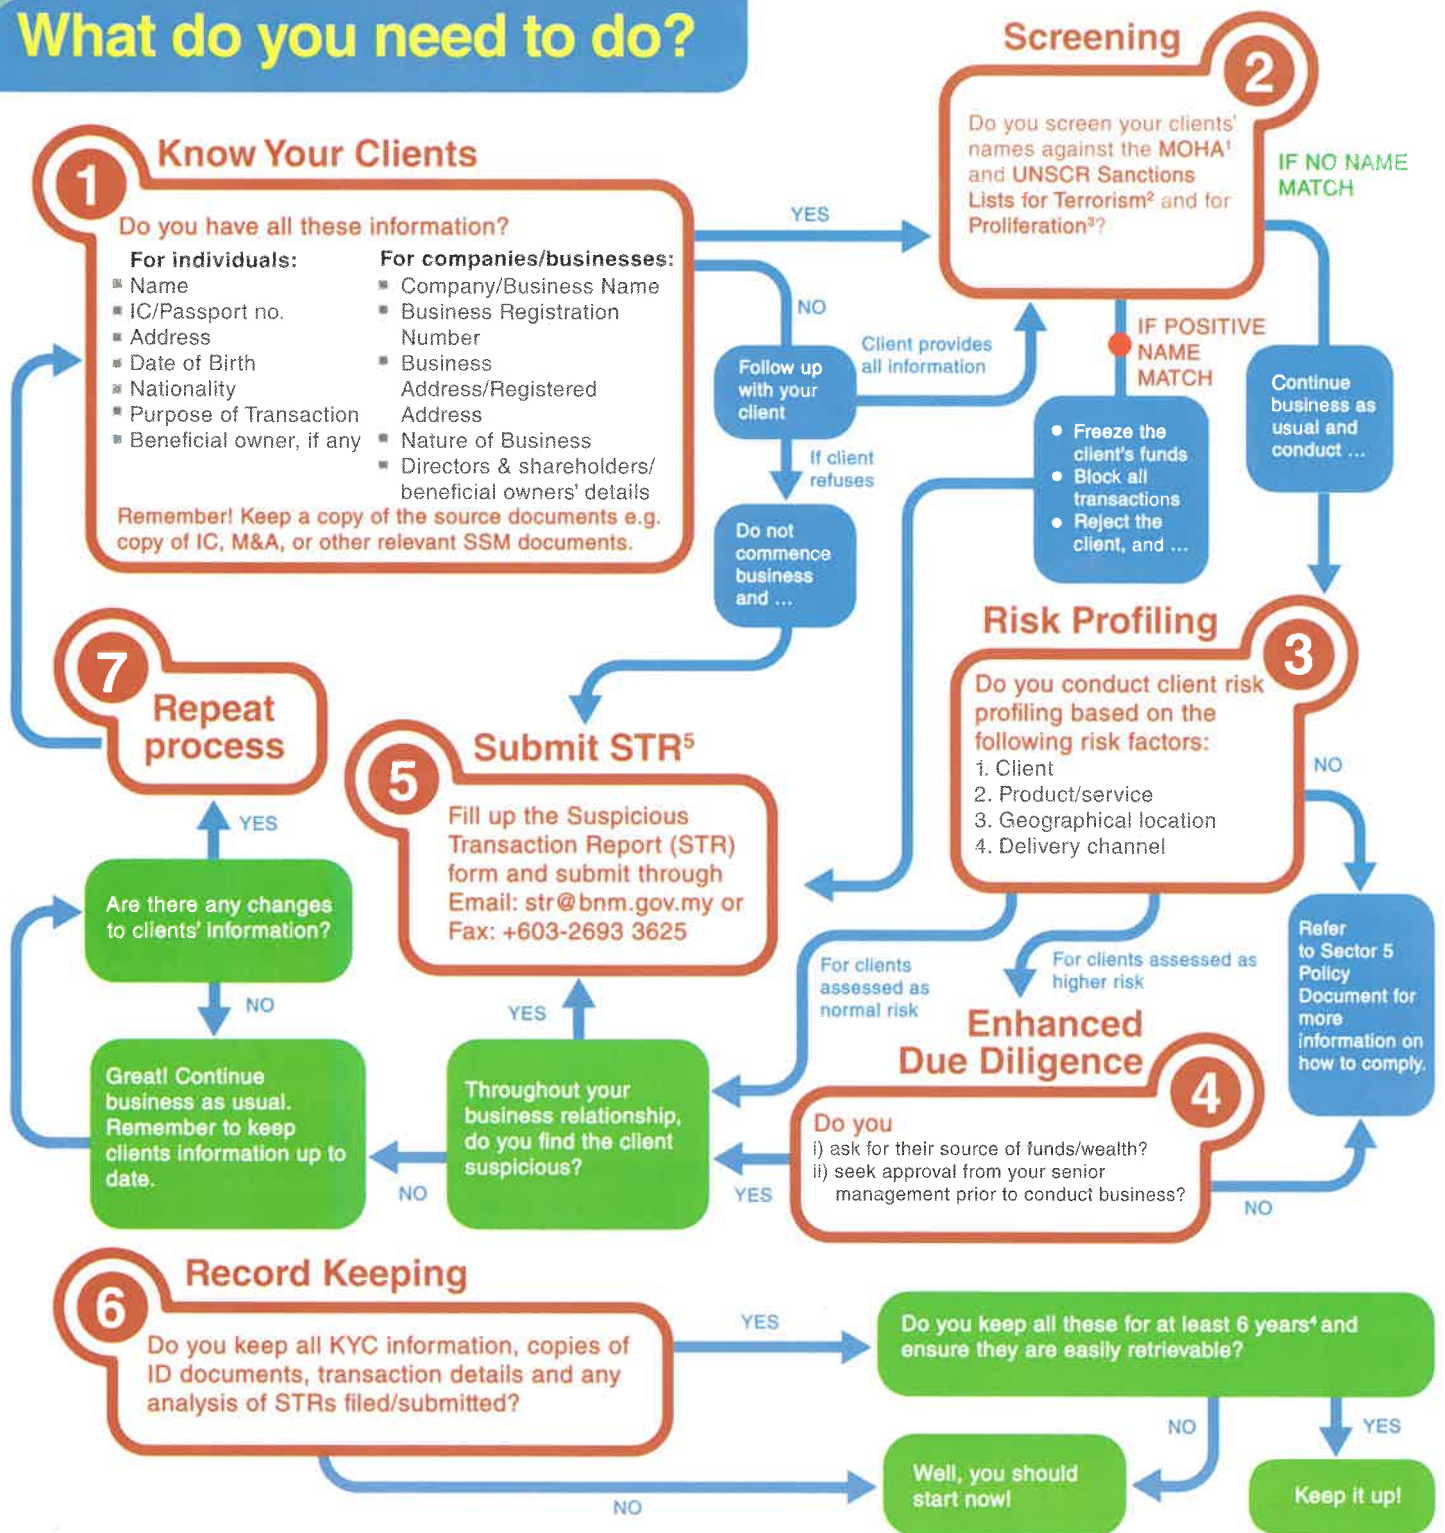 What do you need to do?
1
Know Your Clients
Do you have all these information?
For individuals:
Name
IC/Passport no.
Address
Date of Birth
Nationality
Purpose of Transaction
Beneficial owner, if any
For companies/businesses:
Company/Business Name
Business Registration
Number
Business
Address/Registered
Address
Nature of Business
Directors & shareholders/
beneficial owners' details
Remember! Keep a copy of the source documents e.g.
copy of IC, M&A, or other relevant SSM documents.
YES
NO
Follow up
with your
client
Client provides
all information
If client
refuses
Do not
commence
business
and ...
Screening
2
Do you screen your clients'
names against the MOHA¹
and UNSCR Sanctions
Lists for Terrorism² and for
Proliferation³?
IF NO NAME
MATCH
IF POSITIVE
NAME
MATCH
Freeze the
client's funds
Block all
transactions
Reject the
client, and ...
Continue
business as
usual and
conduct ...
Risk Profiling
3
Do you conduct client risk
profiling based on the
following risk factors:
1. Client
2. Product/service
3. Geographical location
4. Delivery channel
NO
Refer
to Sector 5
Policy
Document for
more
information on
how to comply.
For clients
assessed as
normal risk
For clients assessed as
higher risk
Enhanced
Due Diligence
4
Do you
i) ask for their source of funds/wealth?
ii) seek approval from your senior
management prior to conduct business?
YES
NO
Submit STR⁵
5
Fill up the Suspicious
Transaction Report (STR)
form and submit through
Email: str@bnm.gov.my or
Fax: +603-2693 3625
YES
Throughout your
business relationship,
do you find the client
suspicious?
NO
7
Repeat
process
YES
Are there any changes
to clients' information?
NO
Great! Continue
business as usual.
Remember to keep
clients information up to
date.
Record Keeping
6
Do you keep all KYC information, copies of
ID documents, transaction details and any
analysis of STRs filed/submitted?
YES
Do you keep all these for at least 6 years⁴ and
ensure they are easily retrievable?
NO
YES
Well, you should
start now!
Keep it up!
NO